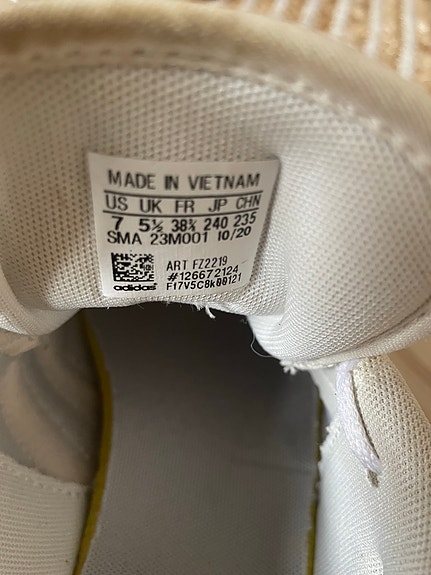 MADE IN VIETNAM
US UK FR JP CHN
7 5½ 38⅔ 240 235
SMA 23M001 10/20
ART FZ2219
#126672124
adidas